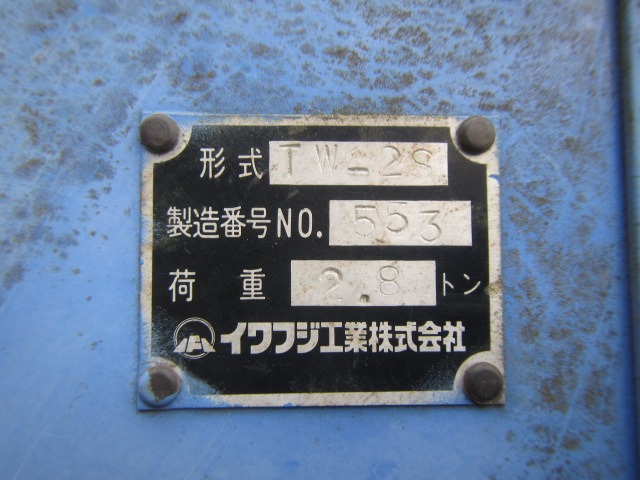 形式 TW-2S
製造番号NO. 553
荷重 2.8 トン
イワフジ工業株式会社